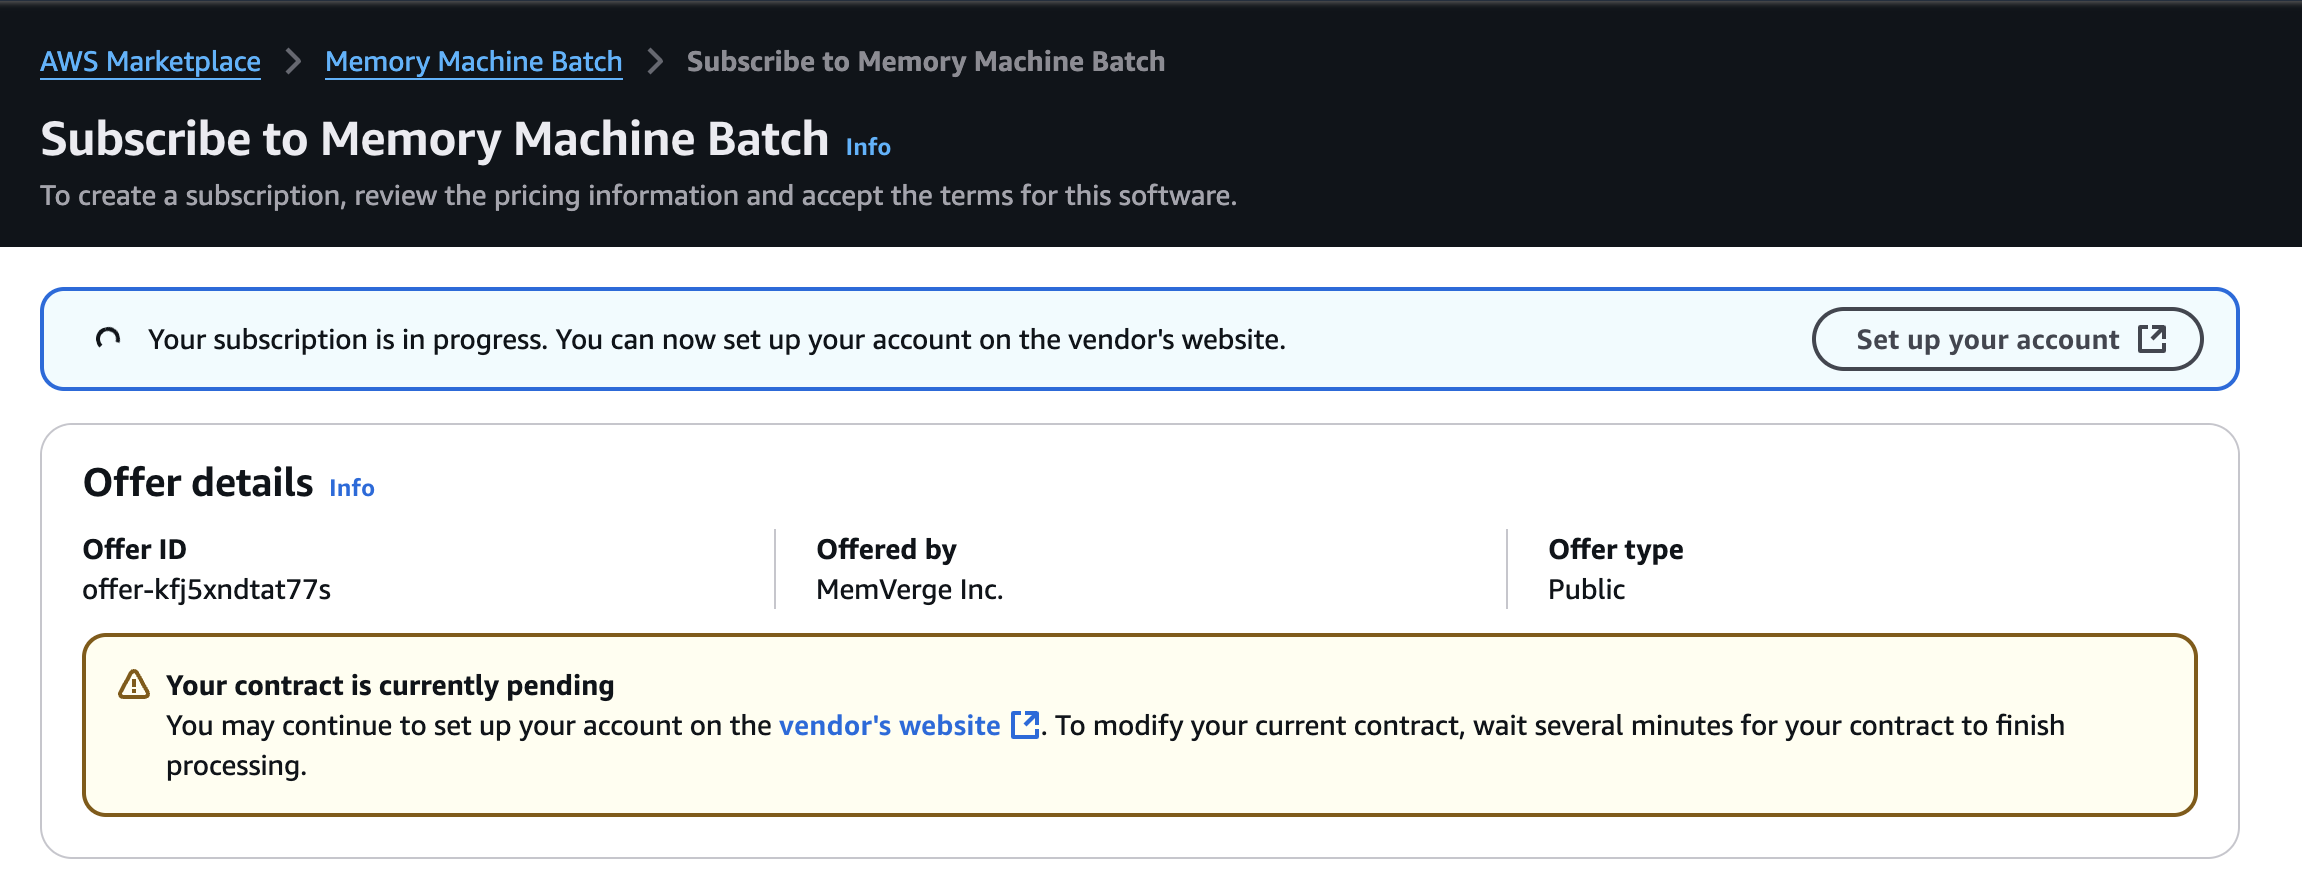 AWS Marketplace > Memory Machine Batch > Subscribe to Memory Machine Batch
Subscribe to Memory Machine Batch Info
To create a subscription, review the pricing information and accept the terms for this software.
Your subscription is in progress. You can now set up your account on the vendor's website.
Set up your account
Offer details Info
Offer ID
offer-kfj5xndtat77s
Offered by
MemVerge Inc.
Offer type
Public
Your contract is currently pending
You may continue to set up your account on the vendor's website. To modify your current contract, wait several minutes for your contract to finish
processing.